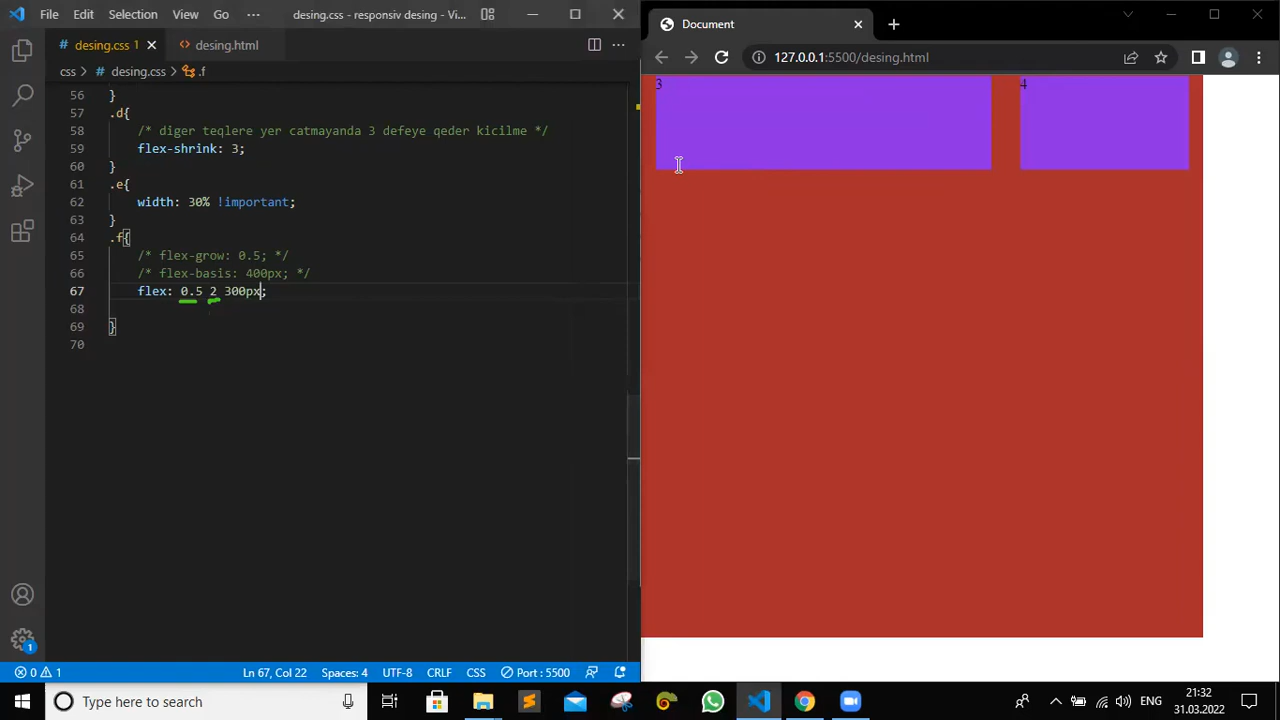 File Edit Selection View Go ··· desing.css - responsiv desing - Vi...
desing.css 1 desing.html
css > # desing.css > .f
56 }
57 .d{
58 /* diger teqlere yer catmayanda 3 defeye qeder kicilme */
59 flex-shrink: 3;
60 }
61 .e{
62 width: 30% !important;
63 }
64 .f{
65 /* flex-grow: 0.5; */
66 /* flex-basis: 400px; */
67 flex: 0.5 2 300px;
68
69 }
70
0 1 Ln 67, Col 22 Spaces: 4 UTF-8 CRLF CSS Port : 5500
1
Document
127.0.0.1:5500/desing.html
3 4
Type here to search
ENG
21:32
31.03.2022